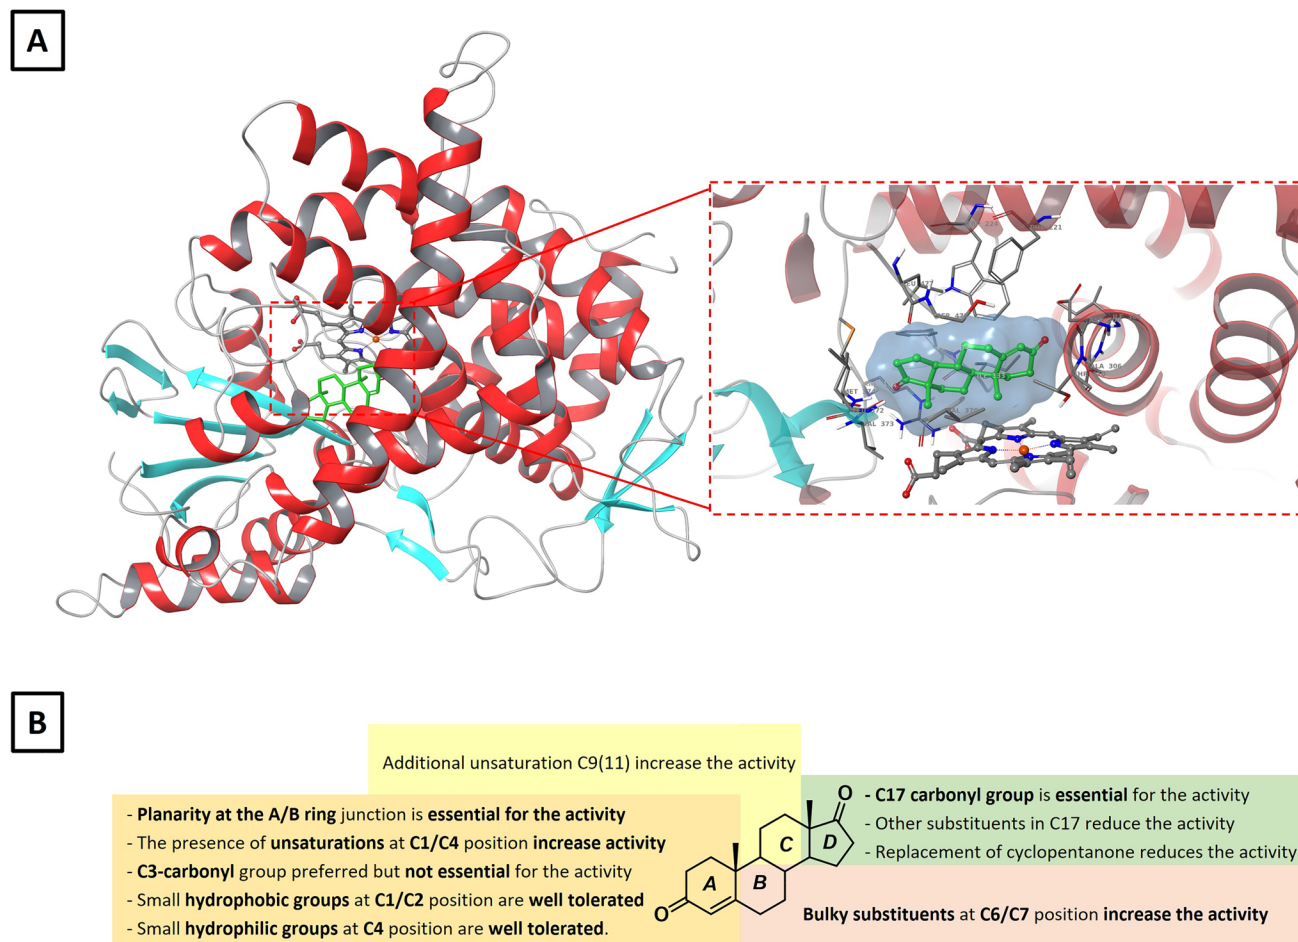 A
ALA 306
VAL 373
B
Additional unsaturation C9(11) increase the activity
- Planarity at the A/B ring junction is essential for the activity
- The presence of unsaturations at C1/C4 position increase activity
- C3-carbonyl group preferred but not essential for the activity
- Small hydrophobic groups at C1/C2 position are well tolerated
- Small hydrophilic groups at C4 position are well tolerated.
- C17 carbonyl group is essential for the activity
- Other substituents in C17 reduce the activity
- Replacement of cyclopentanone reduces the activity
O
C
D
A
B
O
Bulky substituents at C6/C7 position increase the activity